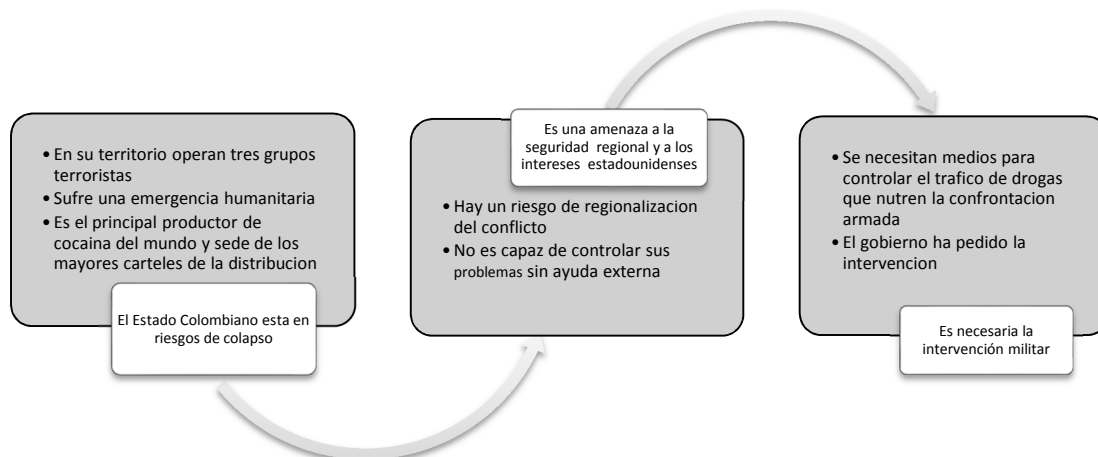 • En su territorio operan tres grupos
terroristas
• Sufre una emergencia humanitaria
• Es el principal productor de
cocaina del mundo y sede de los
mayores carteles de la distribucion
El Estado Colombiano esta en
riesgos de colapso
Es una amenaza a la
seguridad regional y a los
intereses estadounidenses
• Hay un riesgo de regionalizacion
del conflicto
• No es capaz de controlar sus
problemas sin ayuda externa
• Se necesitan medios para
controlar el trafico de drogas
que nutren la confrontacion
armada
• El gobierno ha pedido la
intervencion
Es necesaria la
intervención militar